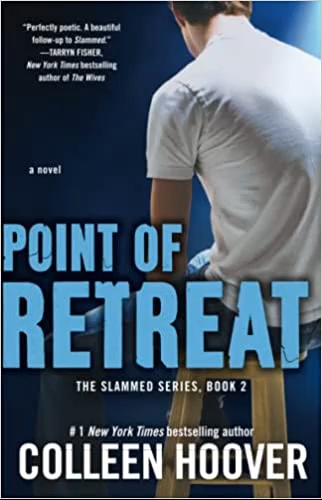 "Perfectly poetic. A beautiful
follow-up to Slammed."
—TARRYN FISHER,
New York Times bestselling
author of The Wives
a novel
POINT OF
RETREAT
THE SLAMMED SERIES, BOOK 2
#1 New York Times bestselling author
COLLEEN HOOVER